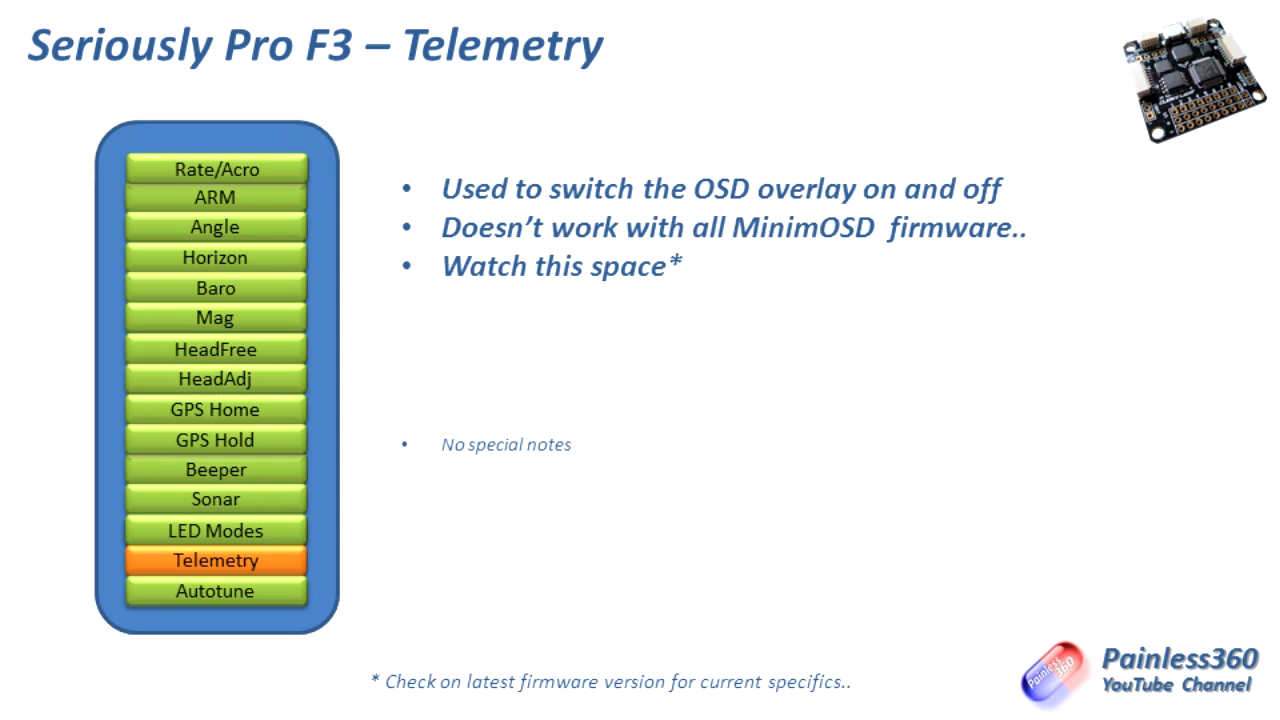 Seriously Pro F3 – Telemetry
Rate/Acro
ARM
Angle
Horizon
Baro
Mag
HeadFree
HeadAdj
GPS Home
GPS Hold
Beeper
Sonar
LED Modes
Telemetry
Autotune
• Used to switch the OSD overlay on and off
• Doesn’t work with all MinimOSD firmware..
• Watch this space*
• No special notes
* Check on latest firmware version for current specifics..
Painless
360
Painless360
YouTube Channel